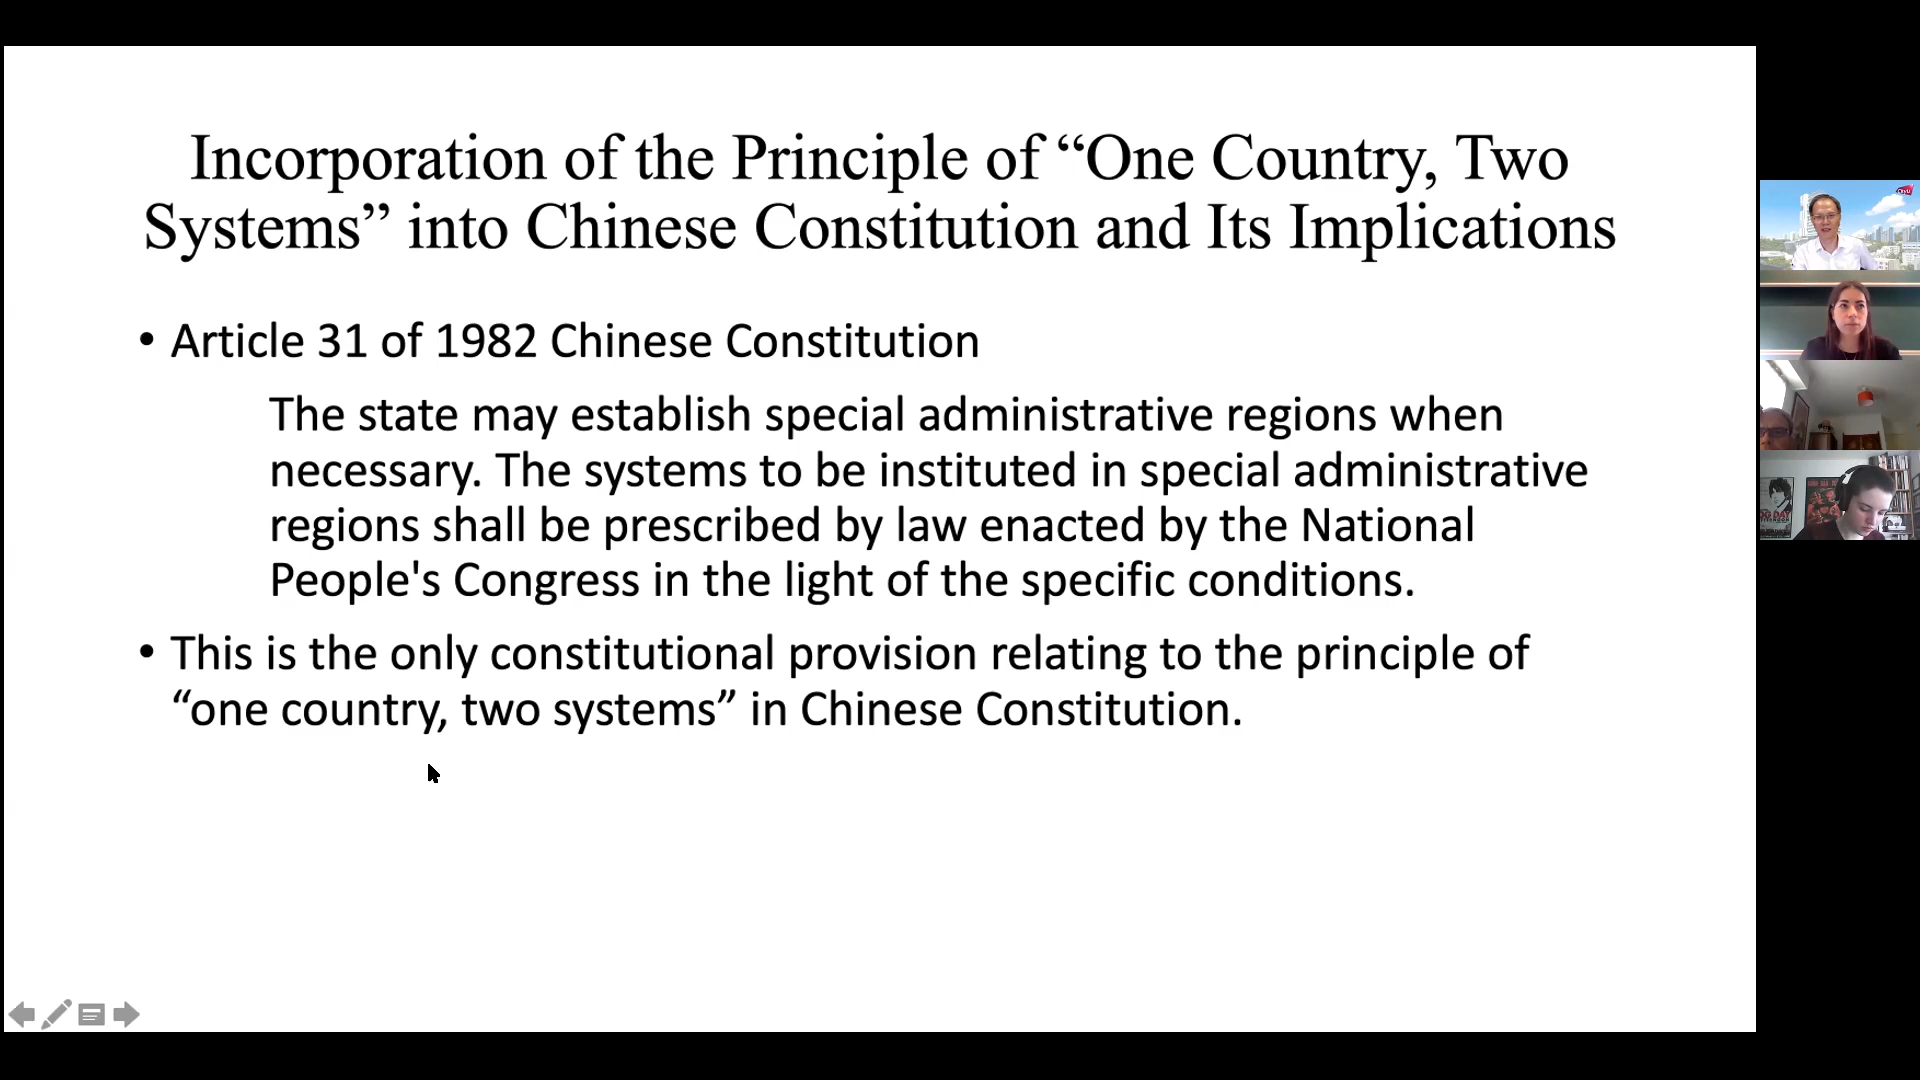 Incorporation of the Principle of “One Country, Two
Systems” into Chinese Constitution and Its Implications
• Article 31 of 1982 Chinese Constitution
The state may establish special administrative regions when
necessary. The systems to be instituted in special administrative
regions shall be prescribed by law enacted by the National
People's Congress in the light of the specific conditions.
• This is the only constitutional provision relating to the principle of
“one country, two systems” in Chinese Constitution.